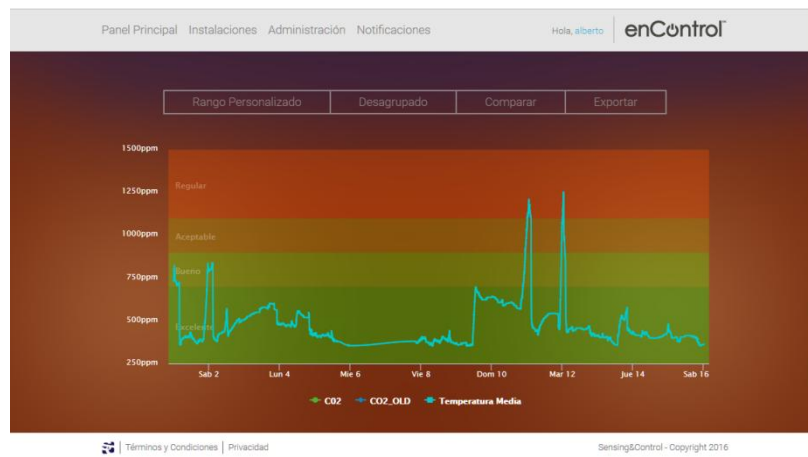 Panel Principal Instalaciones Administración Notificaciones Hola, alberto enControl
Rango Personalizado Desagrupado Comparar Exportar
1500ppm
Regular
1250ppm
1000ppm
Aceptable
Bueno
750ppm
500ppm
Excelente
250ppm
Sab 2 Lun 4 Mie 6 Vie 8 Dom 10 Mar 12 Jue 14 Sab 16
C02 CO2_OLD Temperatura Media
Términos y Condiciones | Privacidad Sensing&Control - Copyright 2016